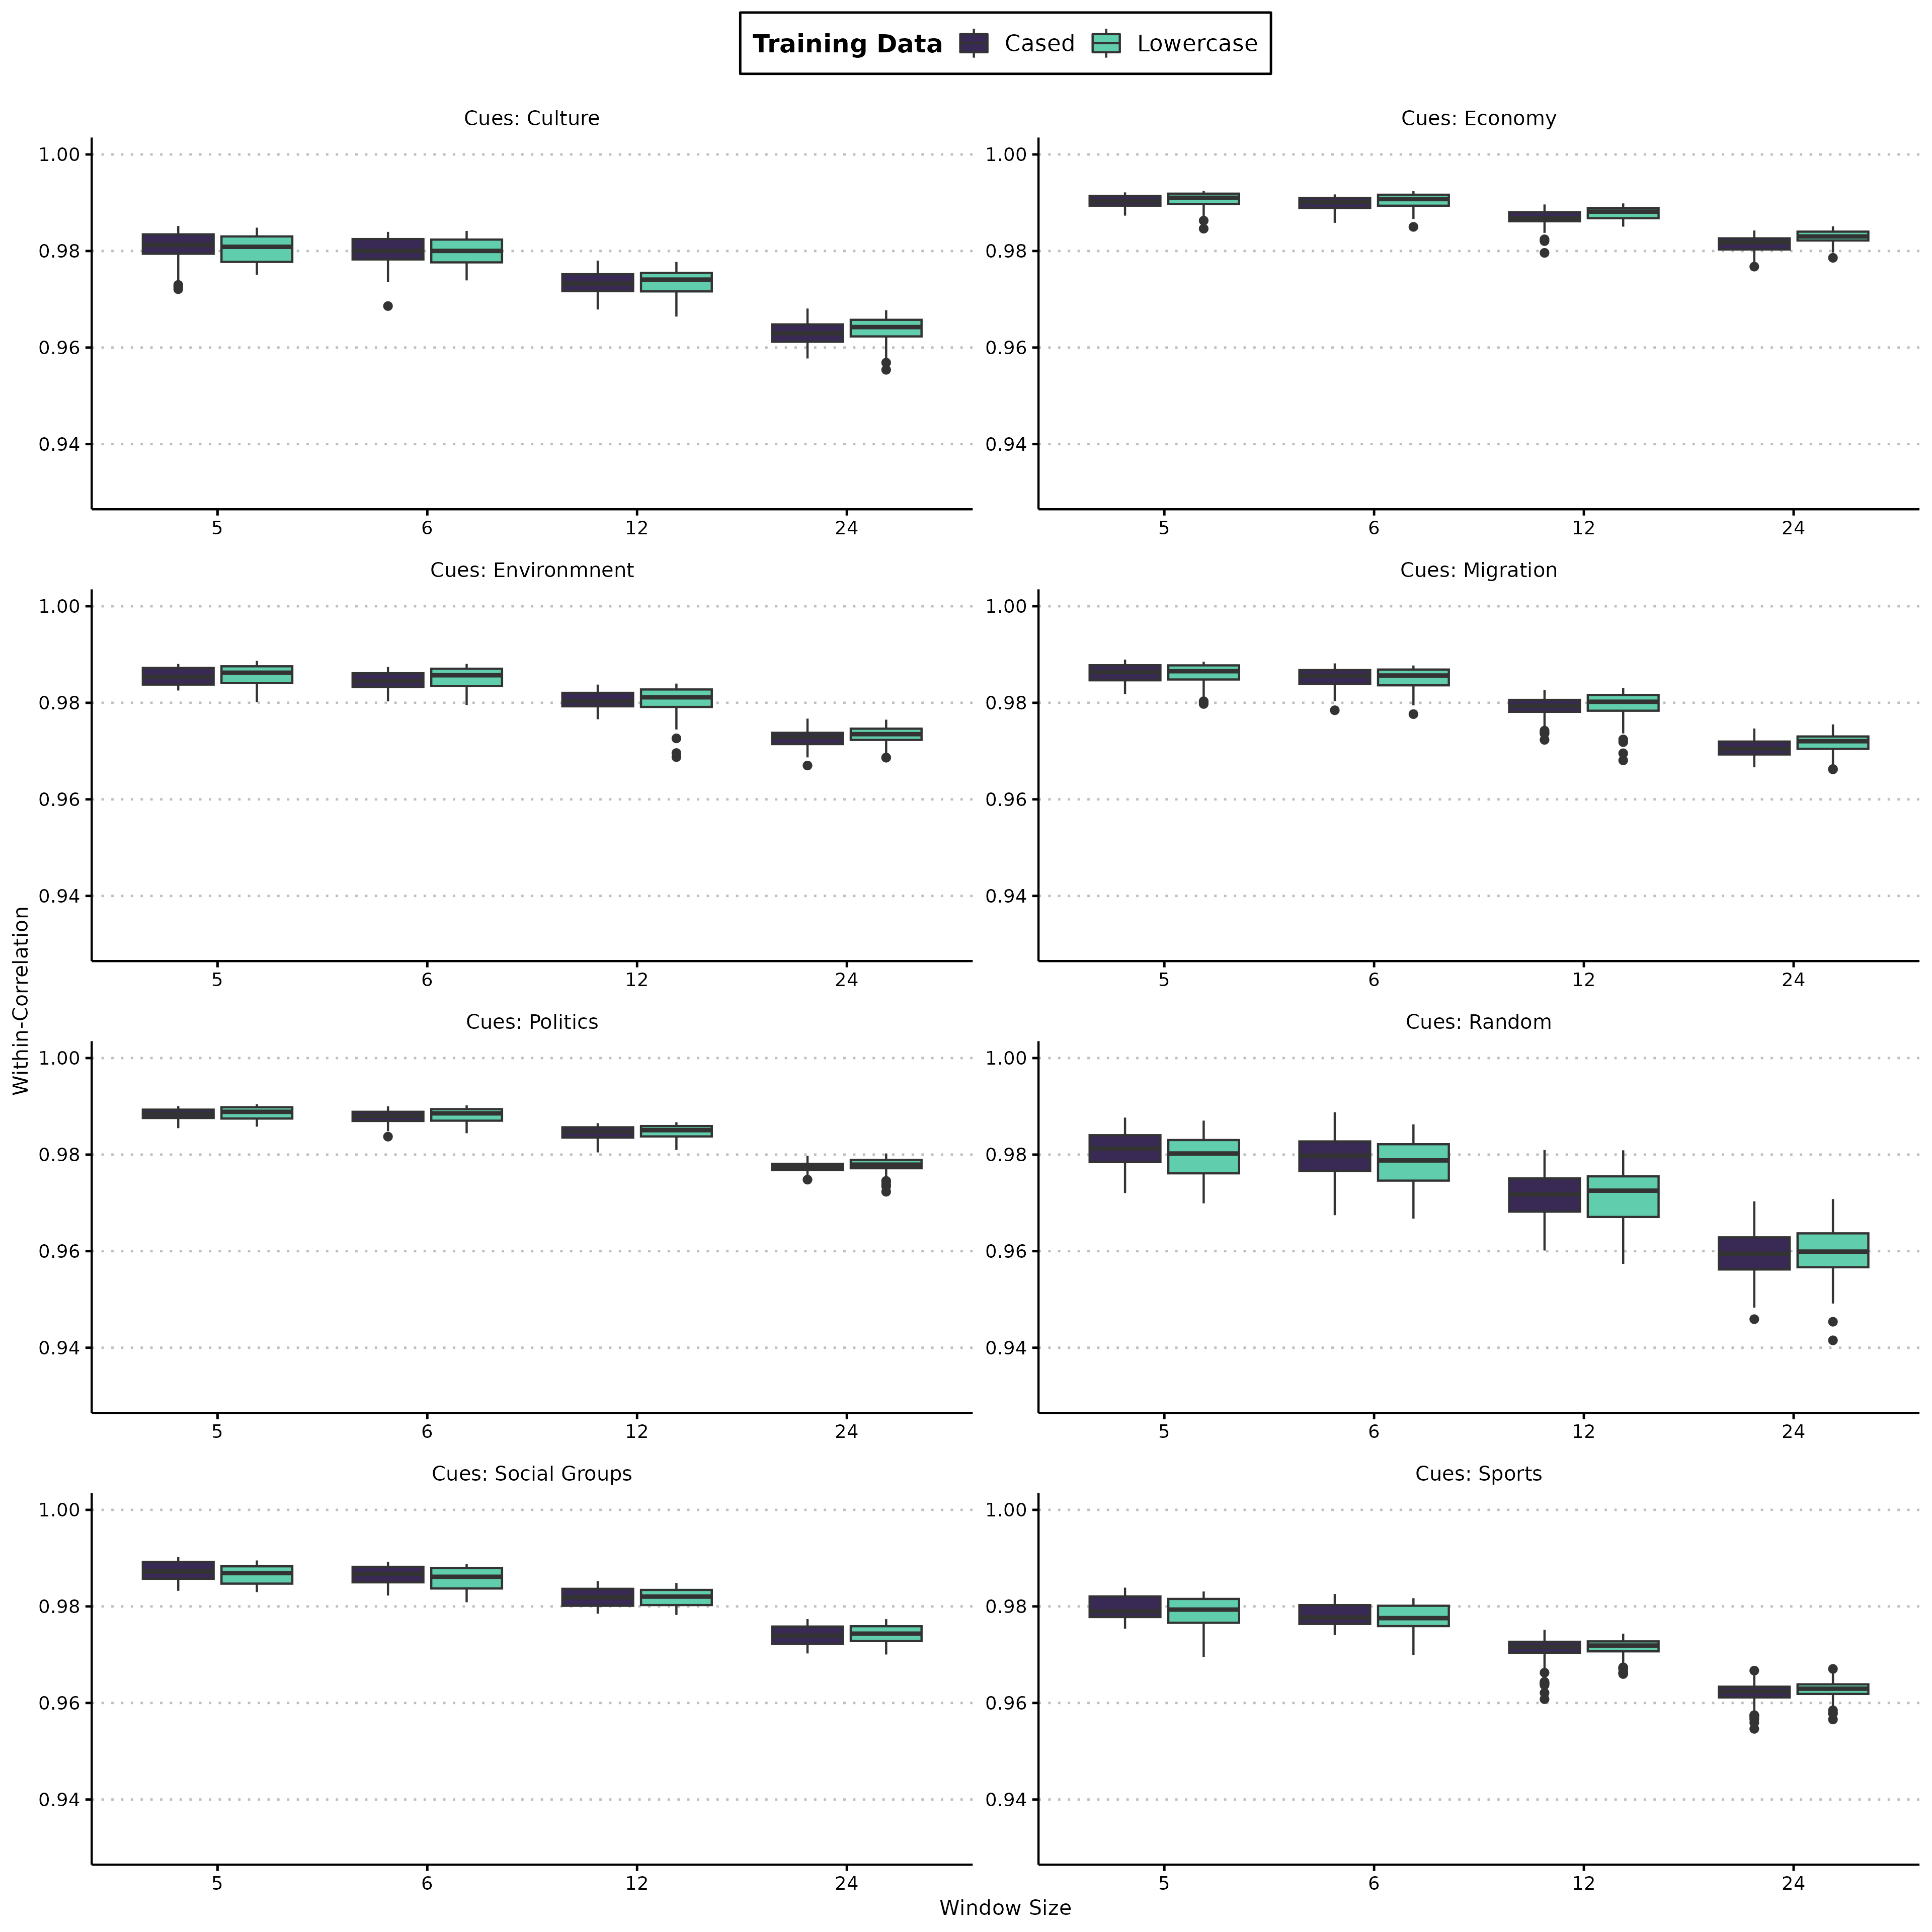 Training Data Cased Lowercase
Cues: Culture
1.00
0.98
0.96
0.94
5 6 12 24
Cues: Economy
1.00
0.98
0.96
0.94
5 6 12 24
Cues: Environmnent
1.00
0.98
0.96
0.94
5 6 12 24
Cues: Migration
1.00
0.98
0.96
0.94
5 6 12 24
Within-Correlation
Cues: Politics
1.00
0.98
0.96
0.94
5 6 12 24
Cues: Random
1.00
0.98
0.96
0.94
5 6 12 24
Cues: Social Groups
1.00
0.98
0.96
0.94
5 6 12 24
Cues: Sports
1.00
0.98
0.96
0.94
5 6 12 24
Window Size